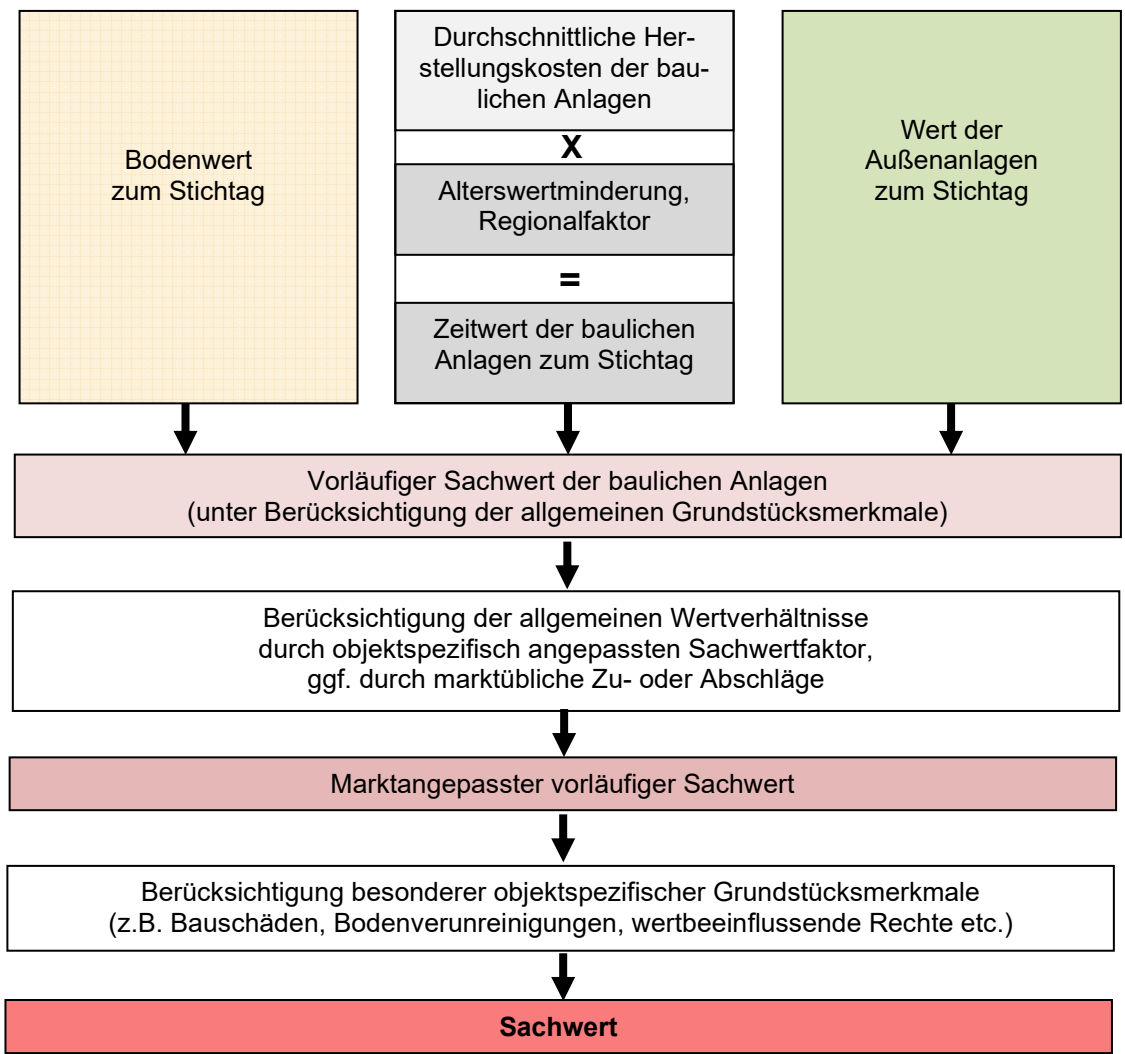 Bodenwert
zum Stichtag
Durchschnittliche Her-
stellungskosten der bau-
lichen Anlagen
X
Alterswertminderung,
Regionalfaktor
=
Zeitwert der baulichen
Anlagen zum Stichtag
Wert der
Außenanlagen
zum Stichtag
Vorläufiger Sachwert der baulichen Anlagen
(unter Berücksichtigung der allgemeinen Grundstücksmerkmale)
Berücksichtigung der allgemeinen Wertverhältnisse
durch objektspezifisch angepassten Sachwertfaktor,
ggf. durch marktübliche Zu- oder Abschläge
Marktangepasster vorläufiger Sachwert
Berücksichtigung besonderer objektspezifischer Grundstücksmerkmale
(z.B. Bauschäden, Bodenverunreinigungen, wertbeeinflussende Rechte etc.)
Sachwert